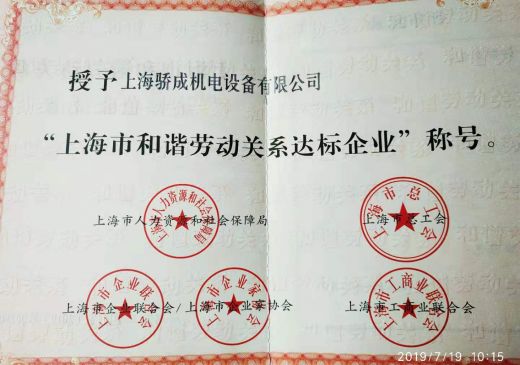 授予上海骄成机电设备有限公司
“上海市和谐劳动关系达标企业”称号。
上海市人力资源和社会保障局
上海市总工会
上海市企业联合会/上海市企业家协会
上海市工商业联合会
2019/7/19 10:15